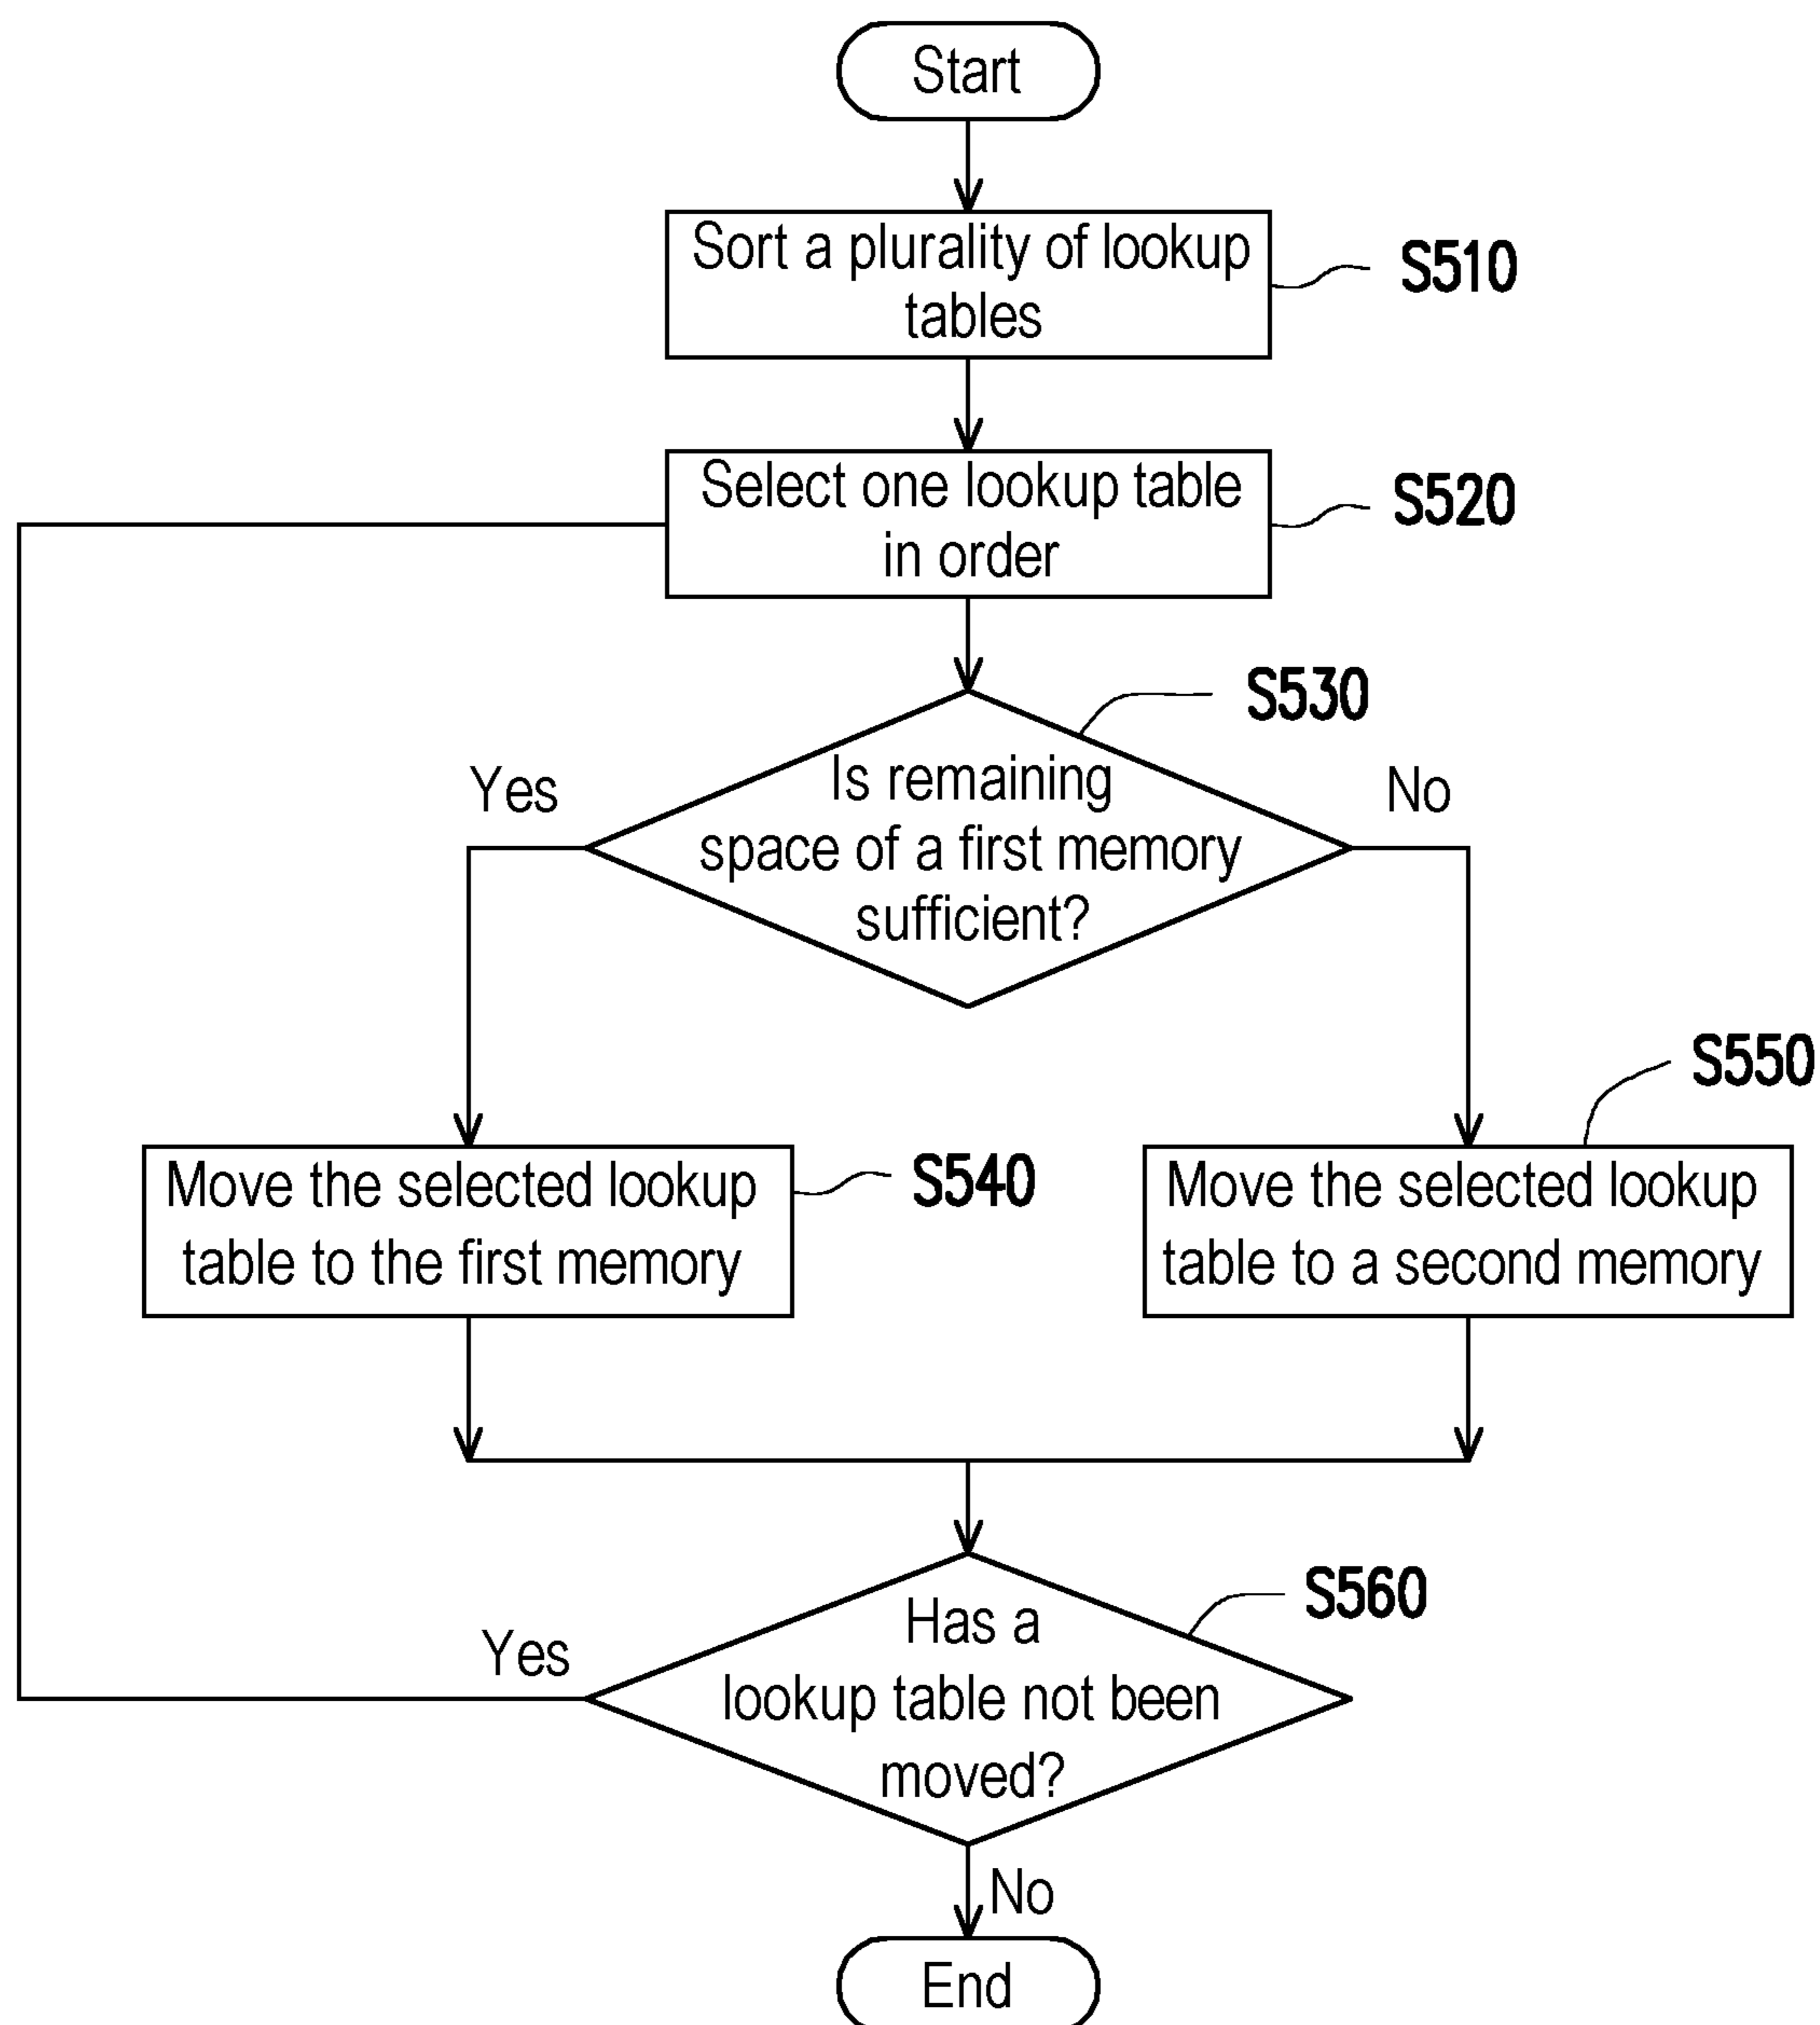 Start
Sort a plurality of lookup
tables
S510
Select one lookup table
in order
S520
S530
Is remaining
space of a first memory
sufficient?
Yes
No
S550
Move the selected lookup
table to the first memory
S540
Move the selected lookup
table to a second memory
S560
Has a
lookup table not been
moved?
Yes
No
End